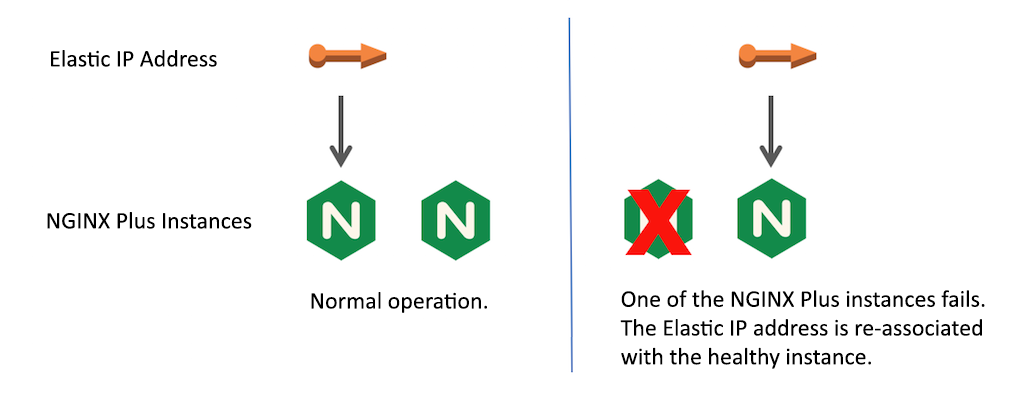 Elastic IP Address
NGINX Plus Instances
N
N
X
N
Normal operation.
One of the NGINX Plus instances fails.
The Elastic IP address is re-associated
with the healthy instance.